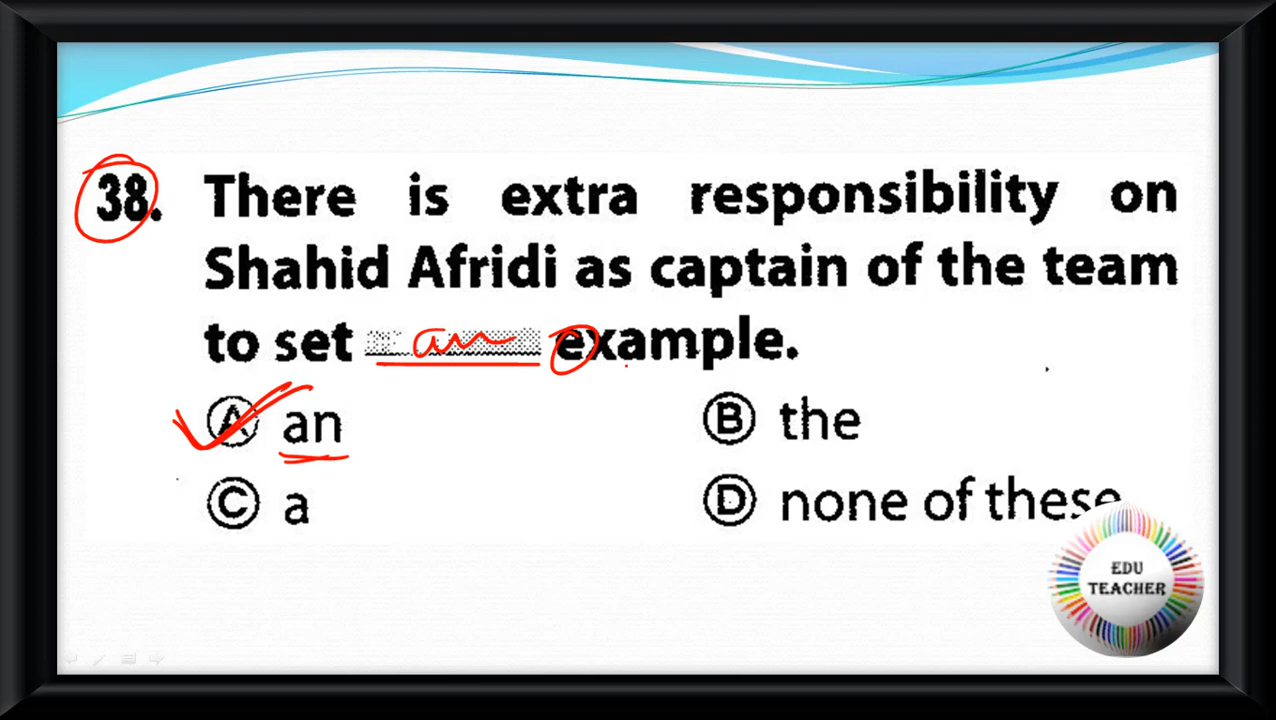 38. There is extra responsibility on
Shahid Afridi as captain of the team
to set an example.
Ⓐ an Ⓑ the
Ⓒ a Ⓓ none of these
EDU
TEACHER